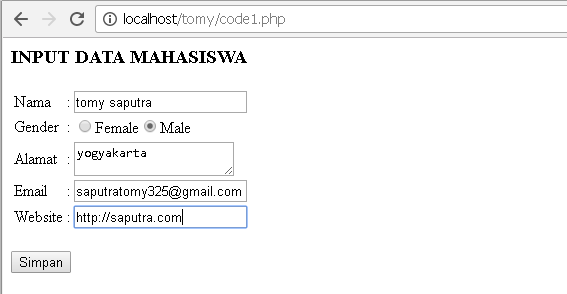 localhost/tomy/code1.php
INPUT DATA MAHASISWA
Nama : tomy saputra
Gender : Female Male
Alamat : yogyakarta
Email : saputratomy325@gmail.com
Website : http://saputra.com
Simpan